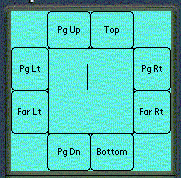 Pg Up Top
Pg Lt Pg Rt
Far Lt Far Rt
Pg Dn Bottom